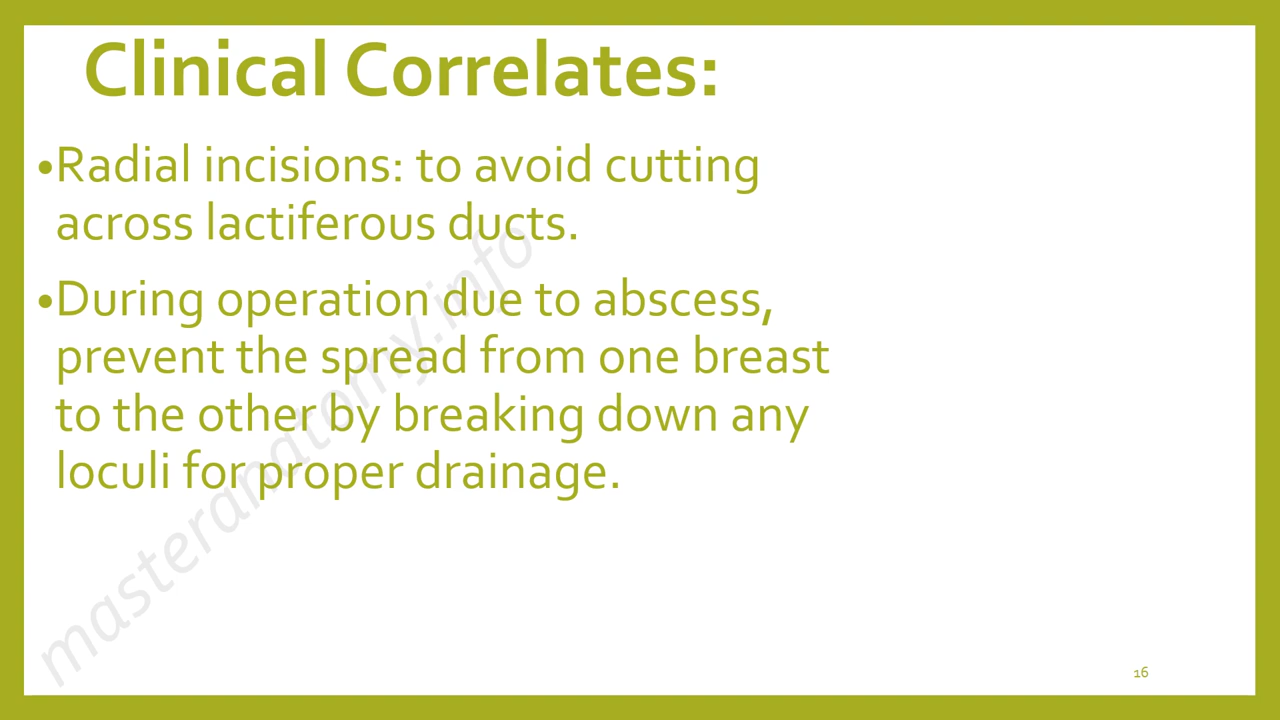 Clinical Correlates:
•Radial incisions: to avoid cutting
across lactiferous ducts.
•During operation due to abscess,
prevent the spread from one breast
to the other by breaking down any
loculi for proper drainage.
masteranatomy.info
16